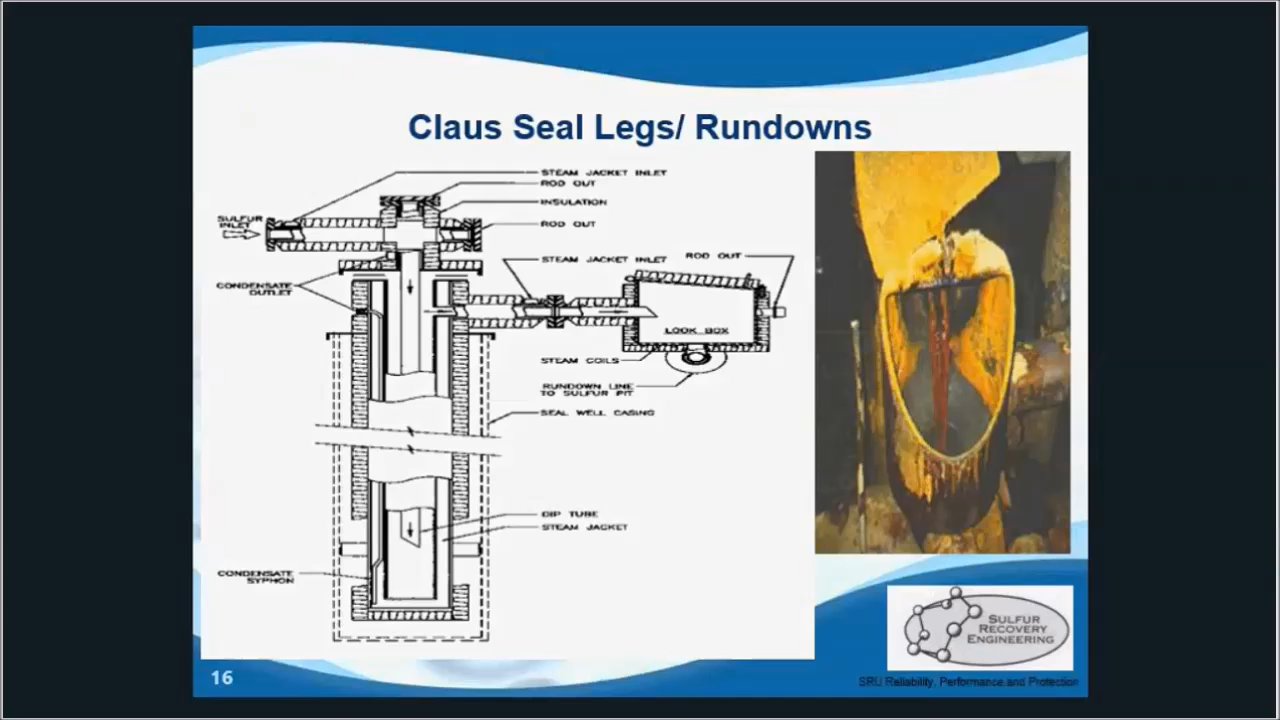 Claus Seal Legs/ Rundowns
STEAM JACKET INLET
ROD OUT
SULFUR
INLET
INSULATION
ROD OUT
STEAM JACKET INLET
ROD OUT
CONDENSATE
OUTLET
LOOK BOX
STEAM COILS
RUNDOWN LINE
TO SULFUR PIT
SEAL WELL CASING
DIP TUBE
STEAM JACKET
CONDENSATE
SYPHON
SULFUR
RECOVERY
ENGINEERING
16
SRU Reliability, Performance and Protection